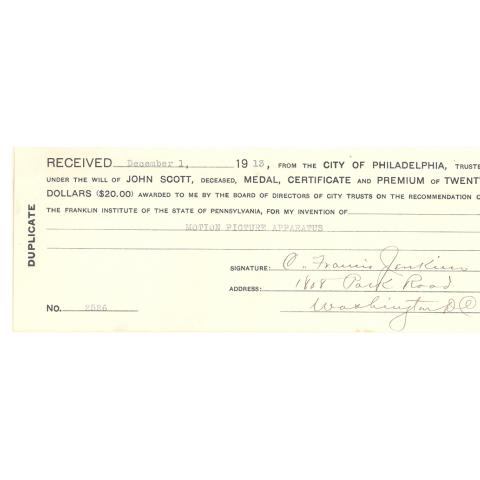 RECEIVED December 1, 1913, FROM THE CITY OF PHILADELPHIA, TRUSTE
UNDER THE WILL OF JOHN SCOTT, DECEASED, MEDAL, CERTIFICATE AND PREMIUM OF TWENT
DOLLARS ($20.00) AWARDED TO ME BY THE BOARD OF DIRECTORS OF CITY TRUSTS ON THE RECOMMENDATION O
THE FRANKLIN INSTITUTE OF THE STATE OF PENNSYLVANIA, FOR MY INVENTION OF
MOTION PICTURE APPARATUS
DUPLICATE
SIGNATURE: C. Francis Jenkins
ADDRESS: 1808 Park Road
Washington DC
No. 2586